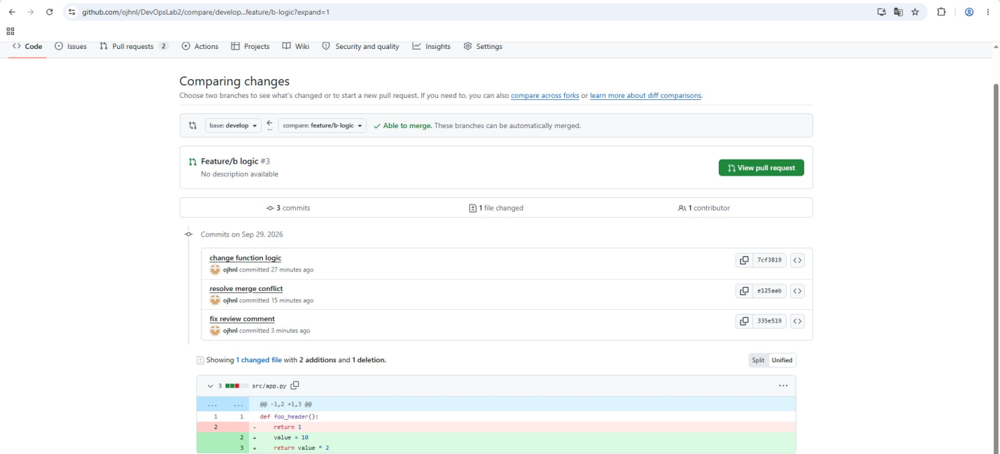 github.com/ojhnl/DevOpsLab2/compare/develop...feature/b-logic?expand=1
Code Issues Pull requests 2 Actions Projects Wiki Security and quality Insights Settings
Comparing changes
Choose two branches to see what's changed or to start a new pull request. If you need to, you can also compare across forks or learn more about diff comparisons.
base: develop ... compare: feature/b-logic Able to merge. These branches can be automatically merged.
Feature/b logic #3
No description available
View pull request
3 commits 1 file changed 1 contributor
Commits on Sep 29, 2026
change function logic
ojhnl committed 27 minutes ago
7cf3819
resolve merge conflict
ojhnl committed 15 minutes ago
e125aab
fix review comment
ojhnl committed 3 minutes ago
335e519
Showing 1 changed file with 2 additions and 1 deletion.
Split Unified
3 src/app.py
... ... @@ -1,2 +1,3 @@
1 1 def foo_header():
2 - return 1
2 + value = 10
3 + return value * 2